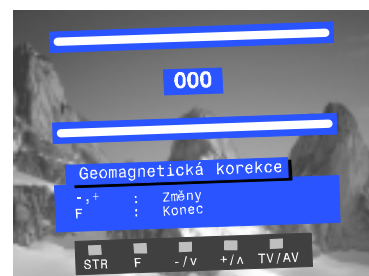 000
Geomagnetická korekce
-,+ : Změny
F : Konec
STR F -/v +/ʌ TV/AV